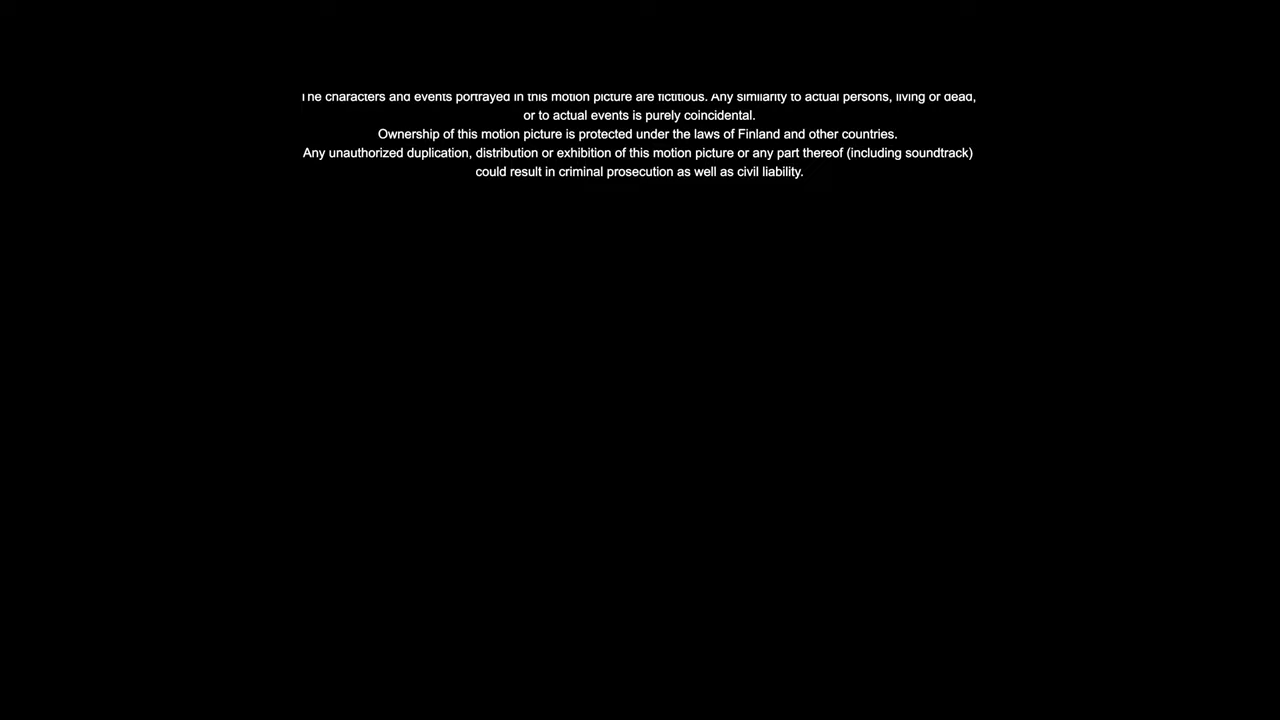 The characters and events portrayed in this motion picture are fictitious. Any similarity to actual persons, living or dead,
or to actual events is purely coincidental.
Ownership of this motion picture is protected under the laws of Finland and other countries.
Any unauthorized duplication, distribution or exhibition of this motion picture or any part thereof (including soundtrack)
could result in criminal prosecution as well as civil liability.